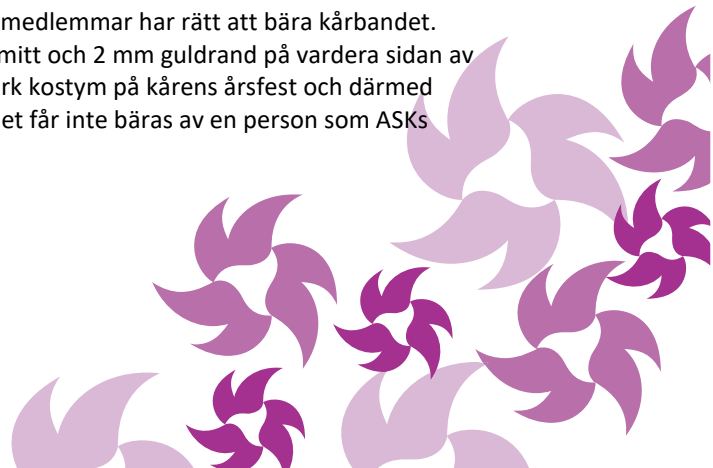 medlemmar har rätt att bära kårbandet.
mitt och 2 mm guldrand på vardera sidan av
rk kostym på kårens årsfest och därmed
et får inte bäras av en person som ASKs